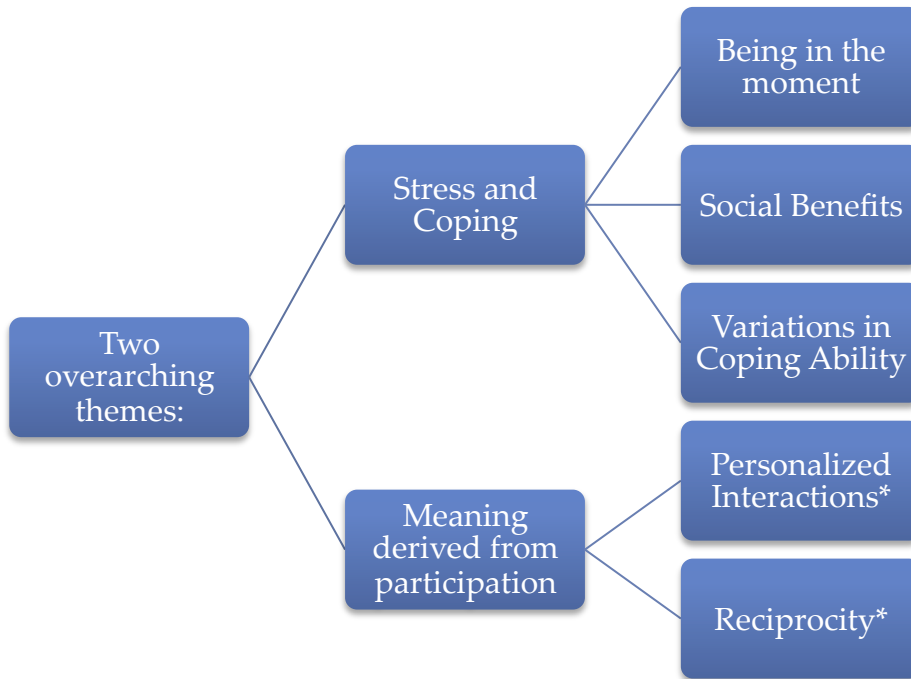 Two
overarching
themes:
Stress and
Coping
Being in the
moment
Social Benefits
Variations in
Coping Ability
Meaning
derived from
participation
Personalized
Interactions*
Reciprocity*